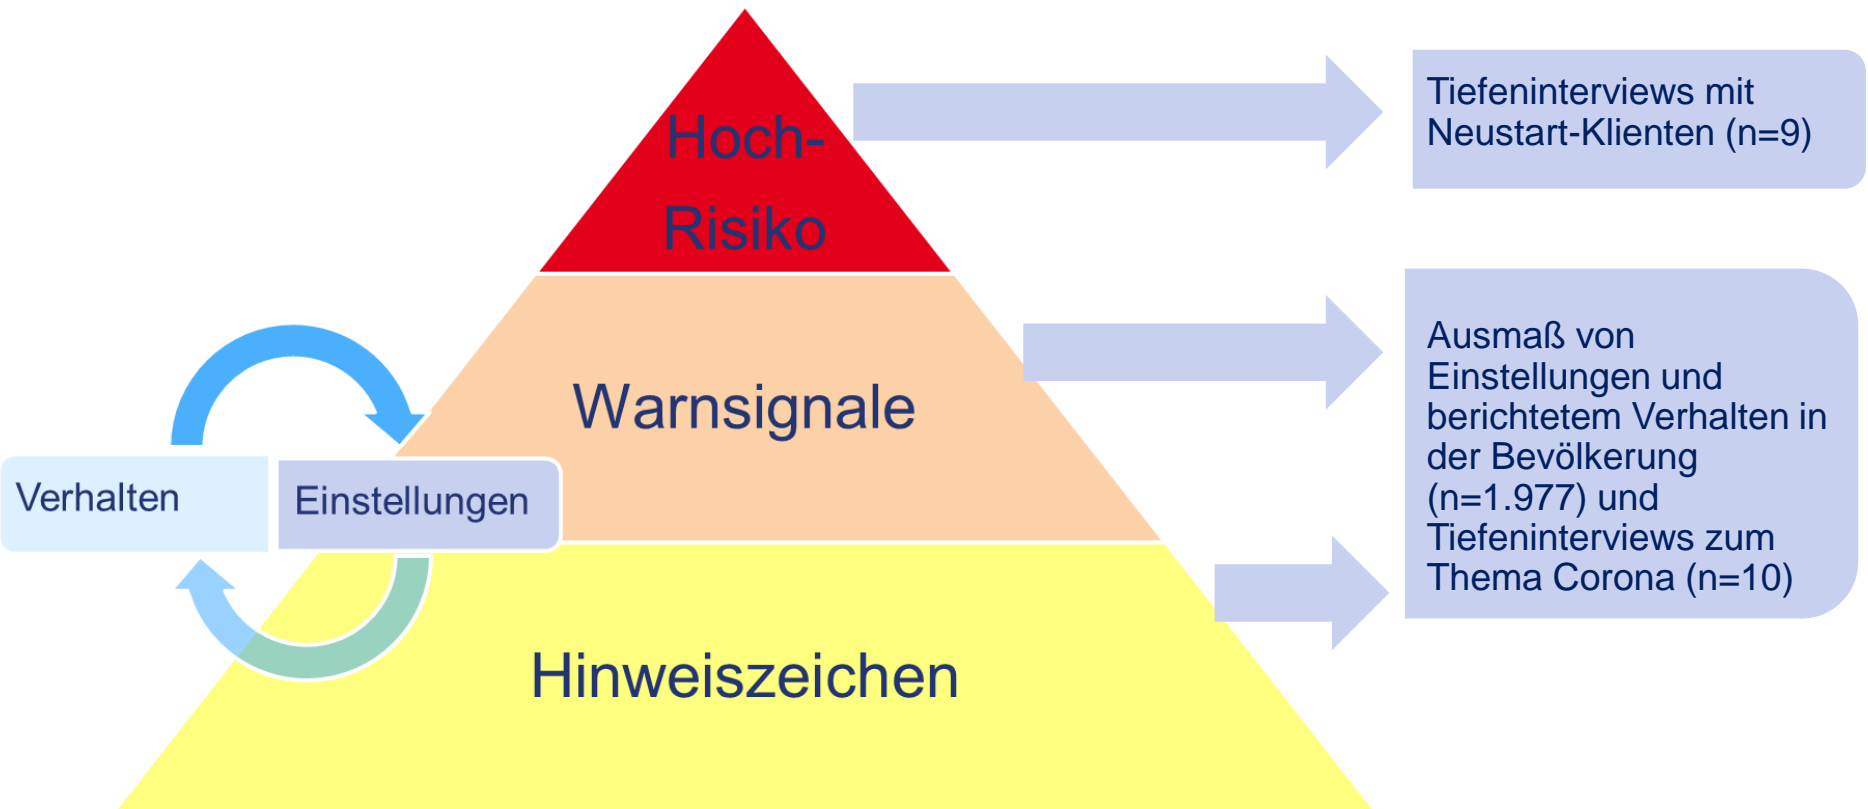 Hoch-
Risiko
Tiefeninterviews mit
Neustart-Klienten (n=9)
Warnsignale
Verhalten
Einstellungen
Ausmaß von
Einstellungen und
berichtetem Verhalten in
der Bevölkerung
(n=1.977) und
Tiefeninterviews zum
Thema Corona (n=10)
Hinweiszeichen